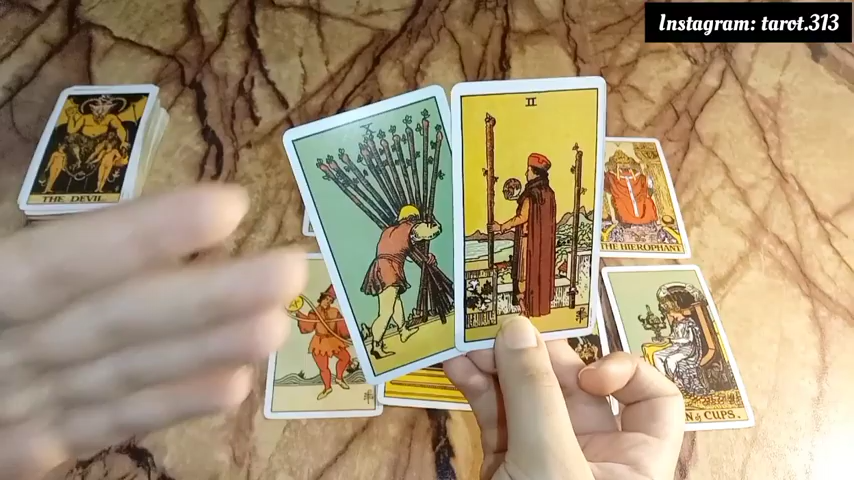 Instagram: tarot.313
X
II
THE DEVIL.
THE HIEROPHANT.
N of CUPS.